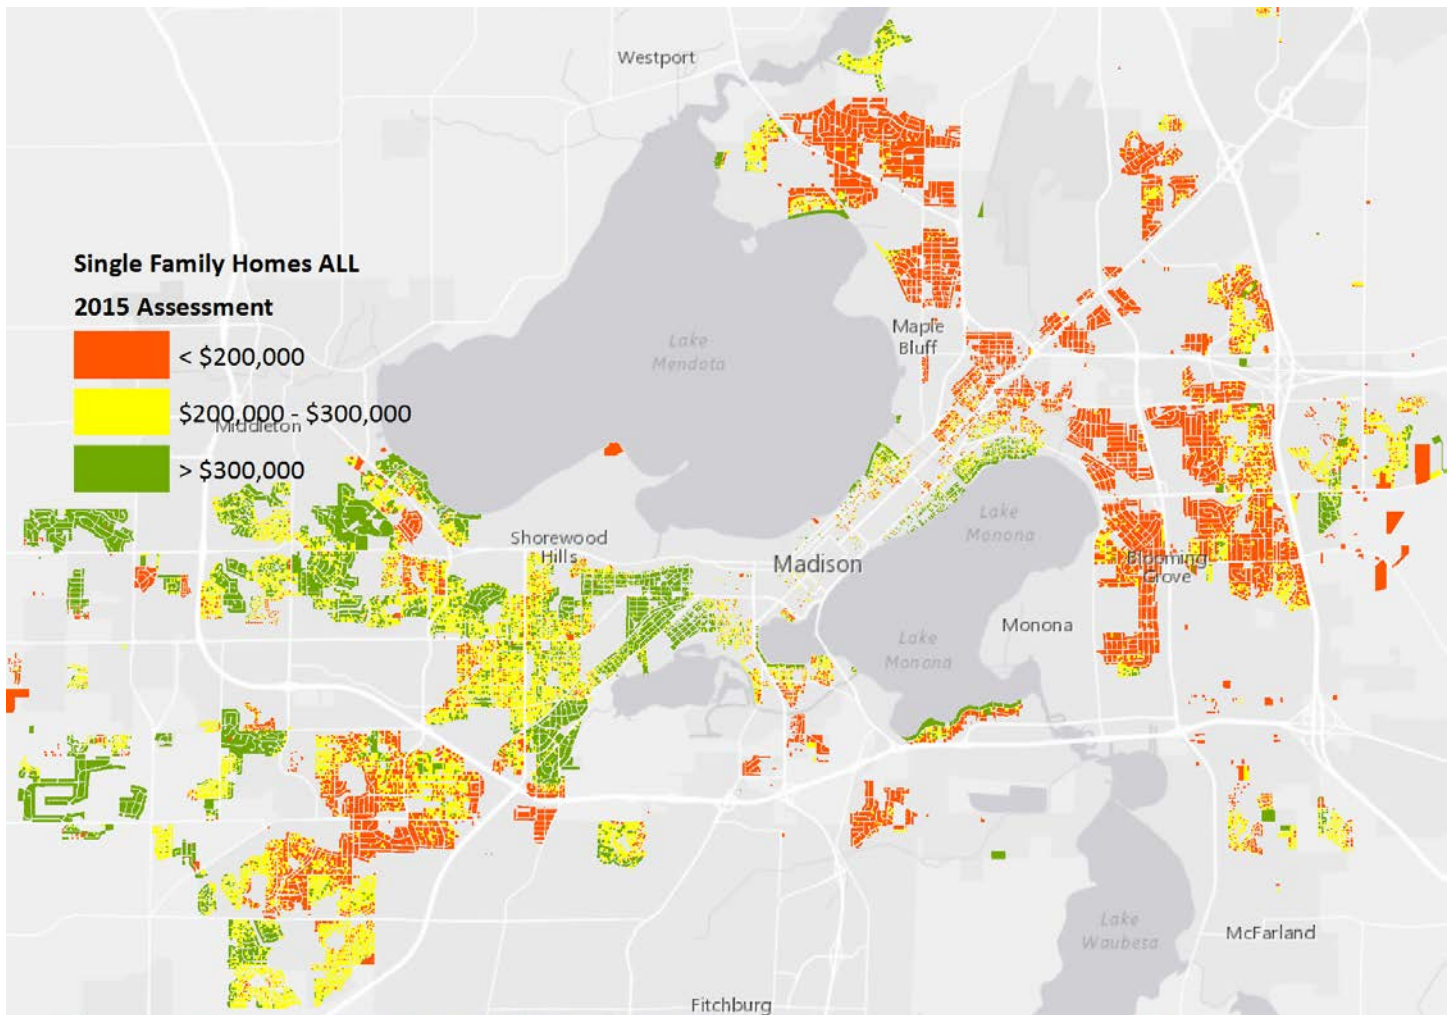 Westport
Single Family Homes ALL
2015 Assessment
< $200,000
$200,000 - $300,000
Middleton
> $300,000
Lake
Mendota
Maple
Bluff
Shorewood
Hills
Madison
Lake
Monona
Blooming
Grove
Monona
Lake
Monona
Lake
Waubesa
McFarland
Fitchburg